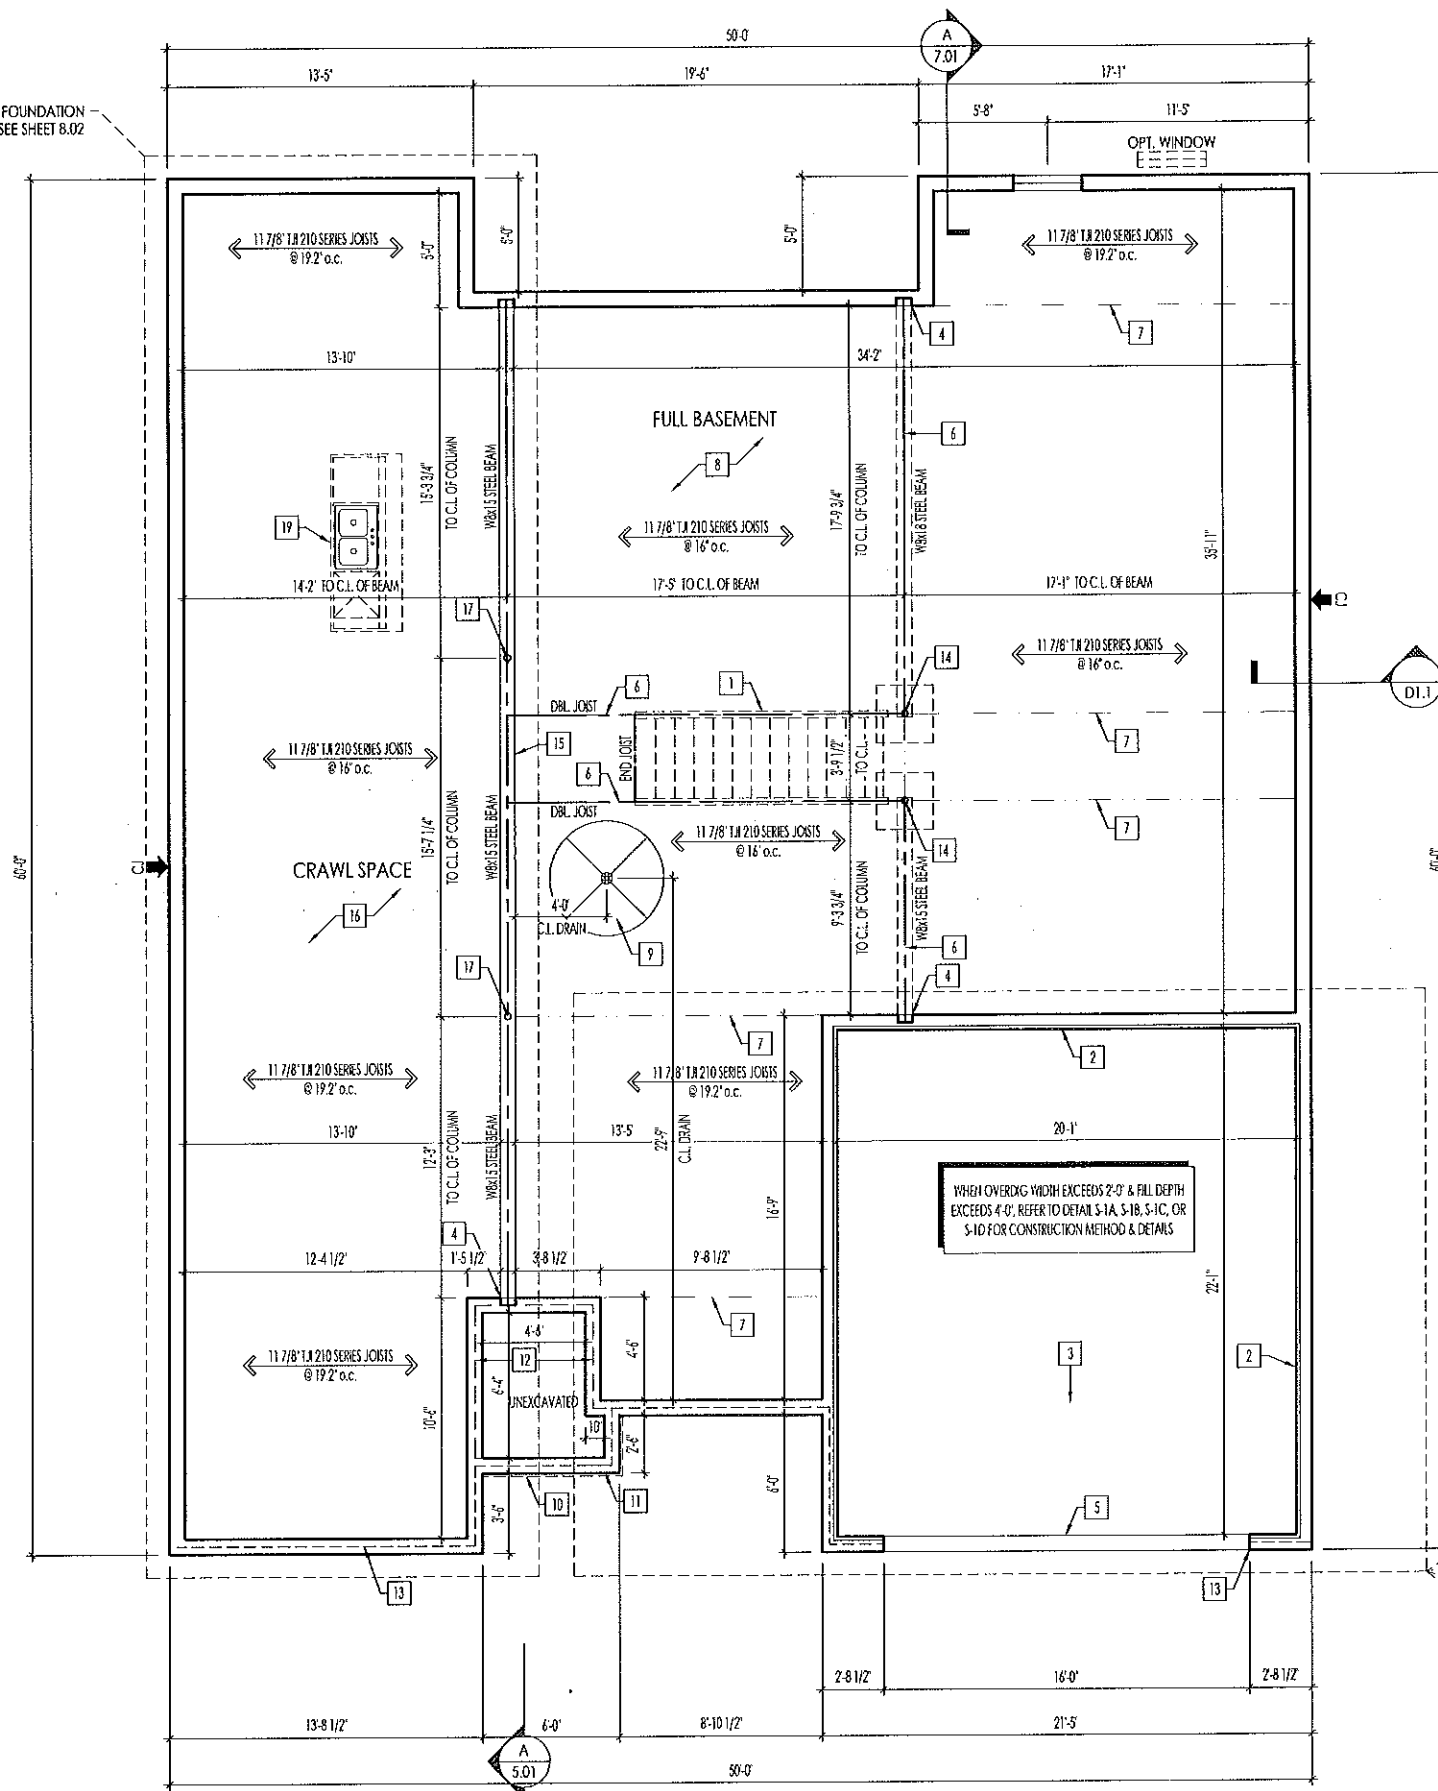 50'-0"
A
7.01
13'-5"
19'-6"
17'-1"
FOUNDATION
SEE SHEET 8.02
5'-8"
11'-5"
OPT. WINDOW
11 7/8" TJI 210 SERIES JOISTS
@ 19.2" o.c.
5'-0"
5'-0"
5'-0"
11 7/8" TJI 210 SERIES JOISTS
@ 19.2" o.c.
4
7
13'-10"
34'-2"
FULL BASEMENT
8
6
15'-8 3/4"
TO C.L. OF COLUMN
W8x15 STEEL BEAM
17'-9 3/4"
TO C.L. OF COLUMN
W8x18 STEEL BEAM
19
11 7/8" TJI 210 SERIES JOISTS
@ 16" o.c.
35'-11"
14'-2" TO C.L. OF BEAM
17'-5" TO C.L. OF BEAM
17'-1" TO C.L. OF BEAM
17
14
11 7/8" TJI 210 SERIES JOISTS
@ 16" o.c.
D1.1
6
1
DBL. JOIST
15
END JOIST
3'-9 1/2"
TO C.L.
7
11 7/8" TJI 210 SERIES JOISTS
@ 16" o.c.
6
DBL. JOIST
7
11 7/8" TJI 210 SERIES JOISTS
@ 16" o.c.
14
60'-0"
CRAWL SPACE
16
15'-7 1/4"
TO C.L. OF COLUMN
W8x15 STEEL BEAM
4'-0"
C.L. DRAIN
9
9'-3 3/4"
TO C.L. OF COLUMN
W8x15 STEEL BEAM
6
60'-0"
17
4
7
2
11 7/8" TJI 210 SERIES JOISTS
@ 19.2" o.c.
11 7/8" TJI 210 SERIES JOISTS
@ 19.2" o.c.
13'-10"
12'-3"
TO C.L. OF COLUMN
W8x15 STEEL BEAM
13'-5"
22'-9"
C.L. DRAIN
20'-1"
WHEN OVERDIG WIDTH EXCEEDS 2'-0" & FILL DEPTH
EXCEEDS 4'-0", REFER TO DETAIL S-1A, S-1B, S-1C, OR
S-1D FOR CONSTRUCTION METHOD & DETAILS
16'-9"
4
12'-4 1/2"
1'-5 1/2"
3'-8 1/2"
9'-8 1/2"
22'-1"
7
11 7/8" TJI 210 SERIES JOISTS
@ 19.2" o.c.
4'-6"
12
6'-4"
UNEXCAVATED
4'-6"
3
2
10'-6"
10"
2'-6"
6'-0"
3'-6"
10
11
5
13
13
2'-8 1/2"
16'-0"
2'-8 1/2"
13'-8 1/2"
6'-0"
8'-10 1/2"
21'-5"
A
5.01
50'-0"